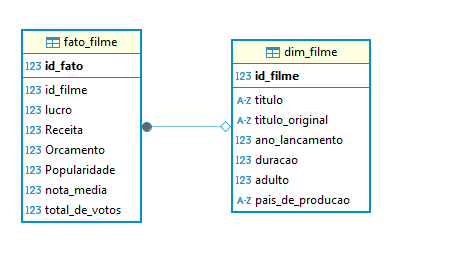 fato_filme
123 id_fato
123 id_filme
123 lucro
123 Receita
123 Orcamento
123 Popularidade
123 nota_media
123 total_de_votos
dim_filme
123 id_filme
A-Z titulo
A-Z titulo_original
123 ano_lancamento
123 duracao
123 adulto
A-Z pais_de_producao